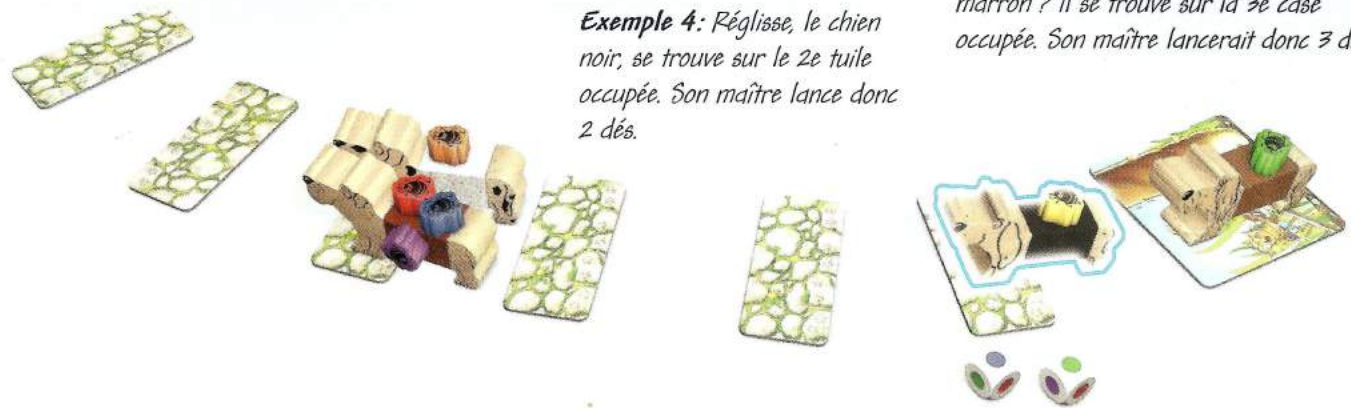 Exemple 4: Réglisse, le chien
noir, se trouve sur le 2e tuile
occupée. Son maître lance donc
2 dés.
marron ? Il se trouve sur la 3e case
occupée. Son maître lancerait donc 3 d